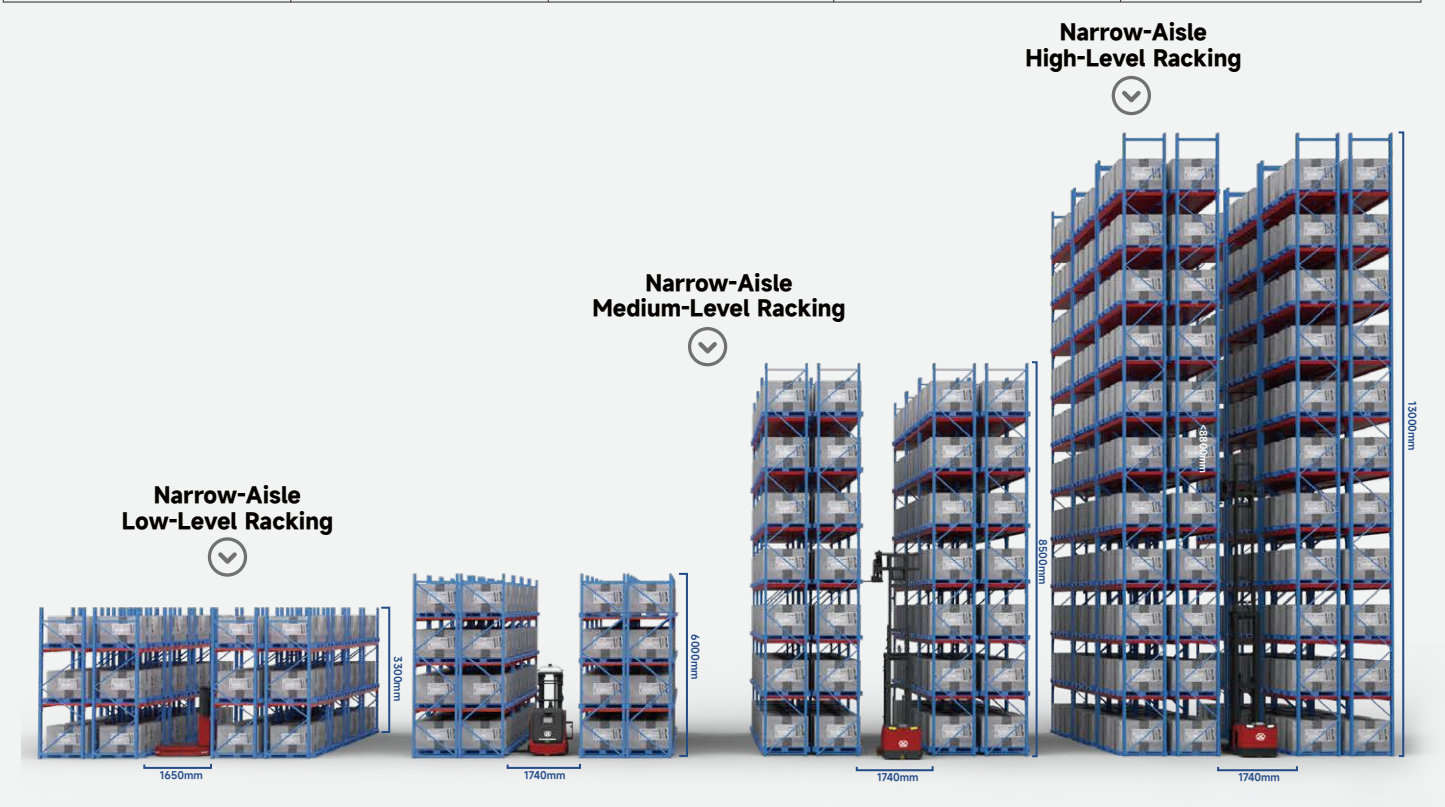 Narrow-Aisle
High-Level Racking
Narrow-Aisle
Medium-Level Racking
Narrow-Aisle
Low-Level Racking
3300mm
6000mm
8500mm
<8800mm
13000mm
1650mm
1740mm
1740mm
1740mm